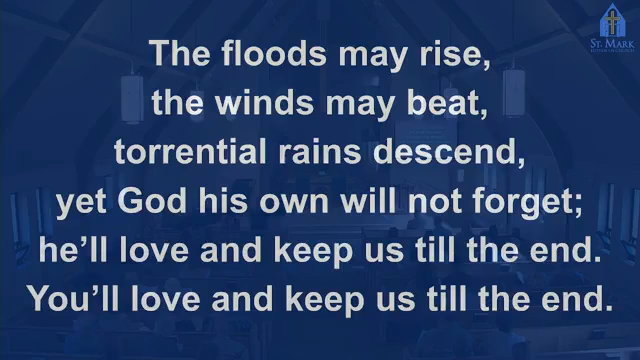 St. Mark
The floods may rise,
the winds may beat,
torrential rains descend,
yet God his own will not forget;
he'll love and keep us till the end.
You'll love and keep us till the end.